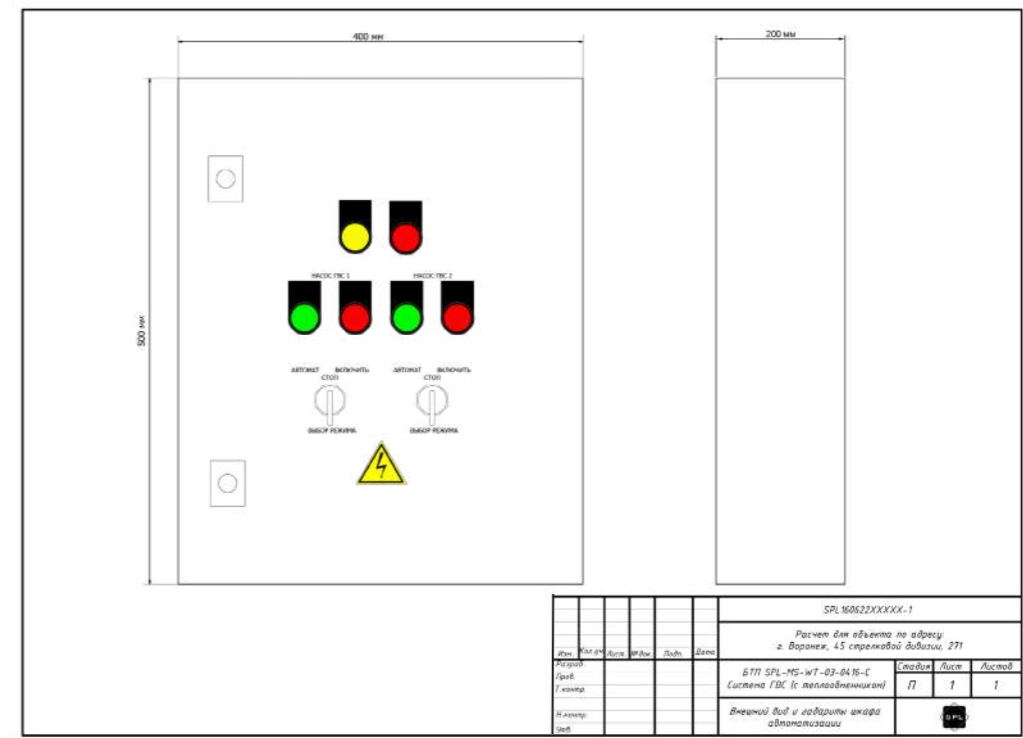 400 мм
200 мм
500 мм
НАСОС ГВС 1
НАСОС ГВС 2
АВТОМАТ ВКЛЮЧИТЬ
СТОП
АВТОМАТ ВКЛЮЧИТЬ
СТОП
ВЫБОР РЕЖИМА
ВЫБОР РЕЖИМА
SPL160622XXXXX-1
Расчет для объекта по адресу:
г. Воронеж, 45 стрелковой дивизии, 271
Изм. Кол.уч Лист. № док. Подп. Дата
Разраб.
Пров.
Т.контр.
Н.контр.
Утв.
БТП SPL-MS-WT-03-0416-С
Система ГВС (с теплообменником)
Стадия Лист Листов
П 1 1
Внешний вид и габариты шкафа
автоматизации
SPL